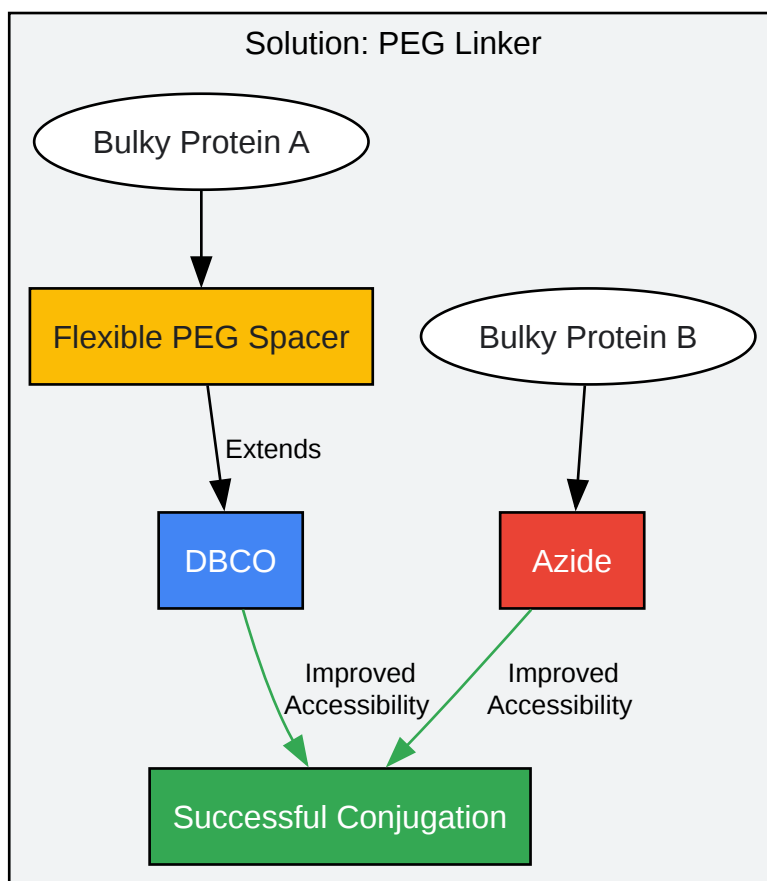 Solution: PEG Linker
Bulky Protein A
Flexible PEG Spacer
Bulky Protein B
Extends
DBCO
Azide
Improved
Accessibility
Improved
Accessibility
Successful Conjugation